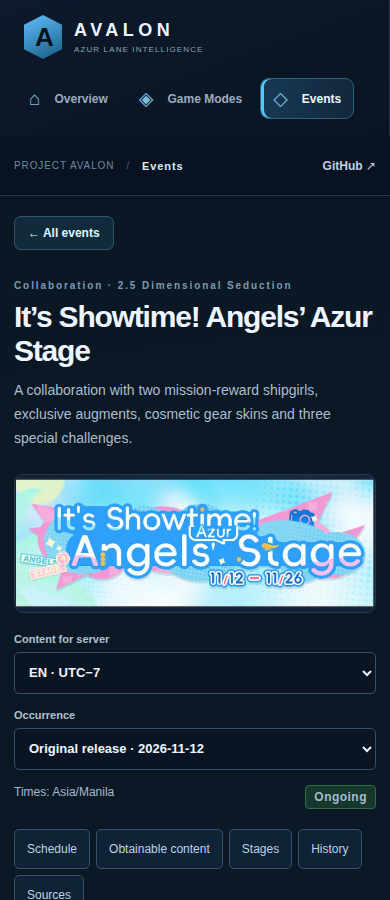 AVALON
AZUR LANE INTELLIGENCE
Overview
Game Modes
Events
PROJECT AVALON / Events
GitHub ↗
← All events
Collaboration · 2.5 Dimensional Seduction
It’s Showtime! Angels’ Azur
Stage
A collaboration with two mission-reward shipgirls,
exclusive augments, cosmetic gear skins and three
special challenges.
It's Showtime!
Azur
Angels' Stage
ANGELS
STAGE
11/12 – 11/26
Content for server
EN · UTC−7
Occurrence
Original release · 2026-11-12
Times: Asia/Manila
Ongoing
Schedule
Obtainable content
Stages
History
Sources